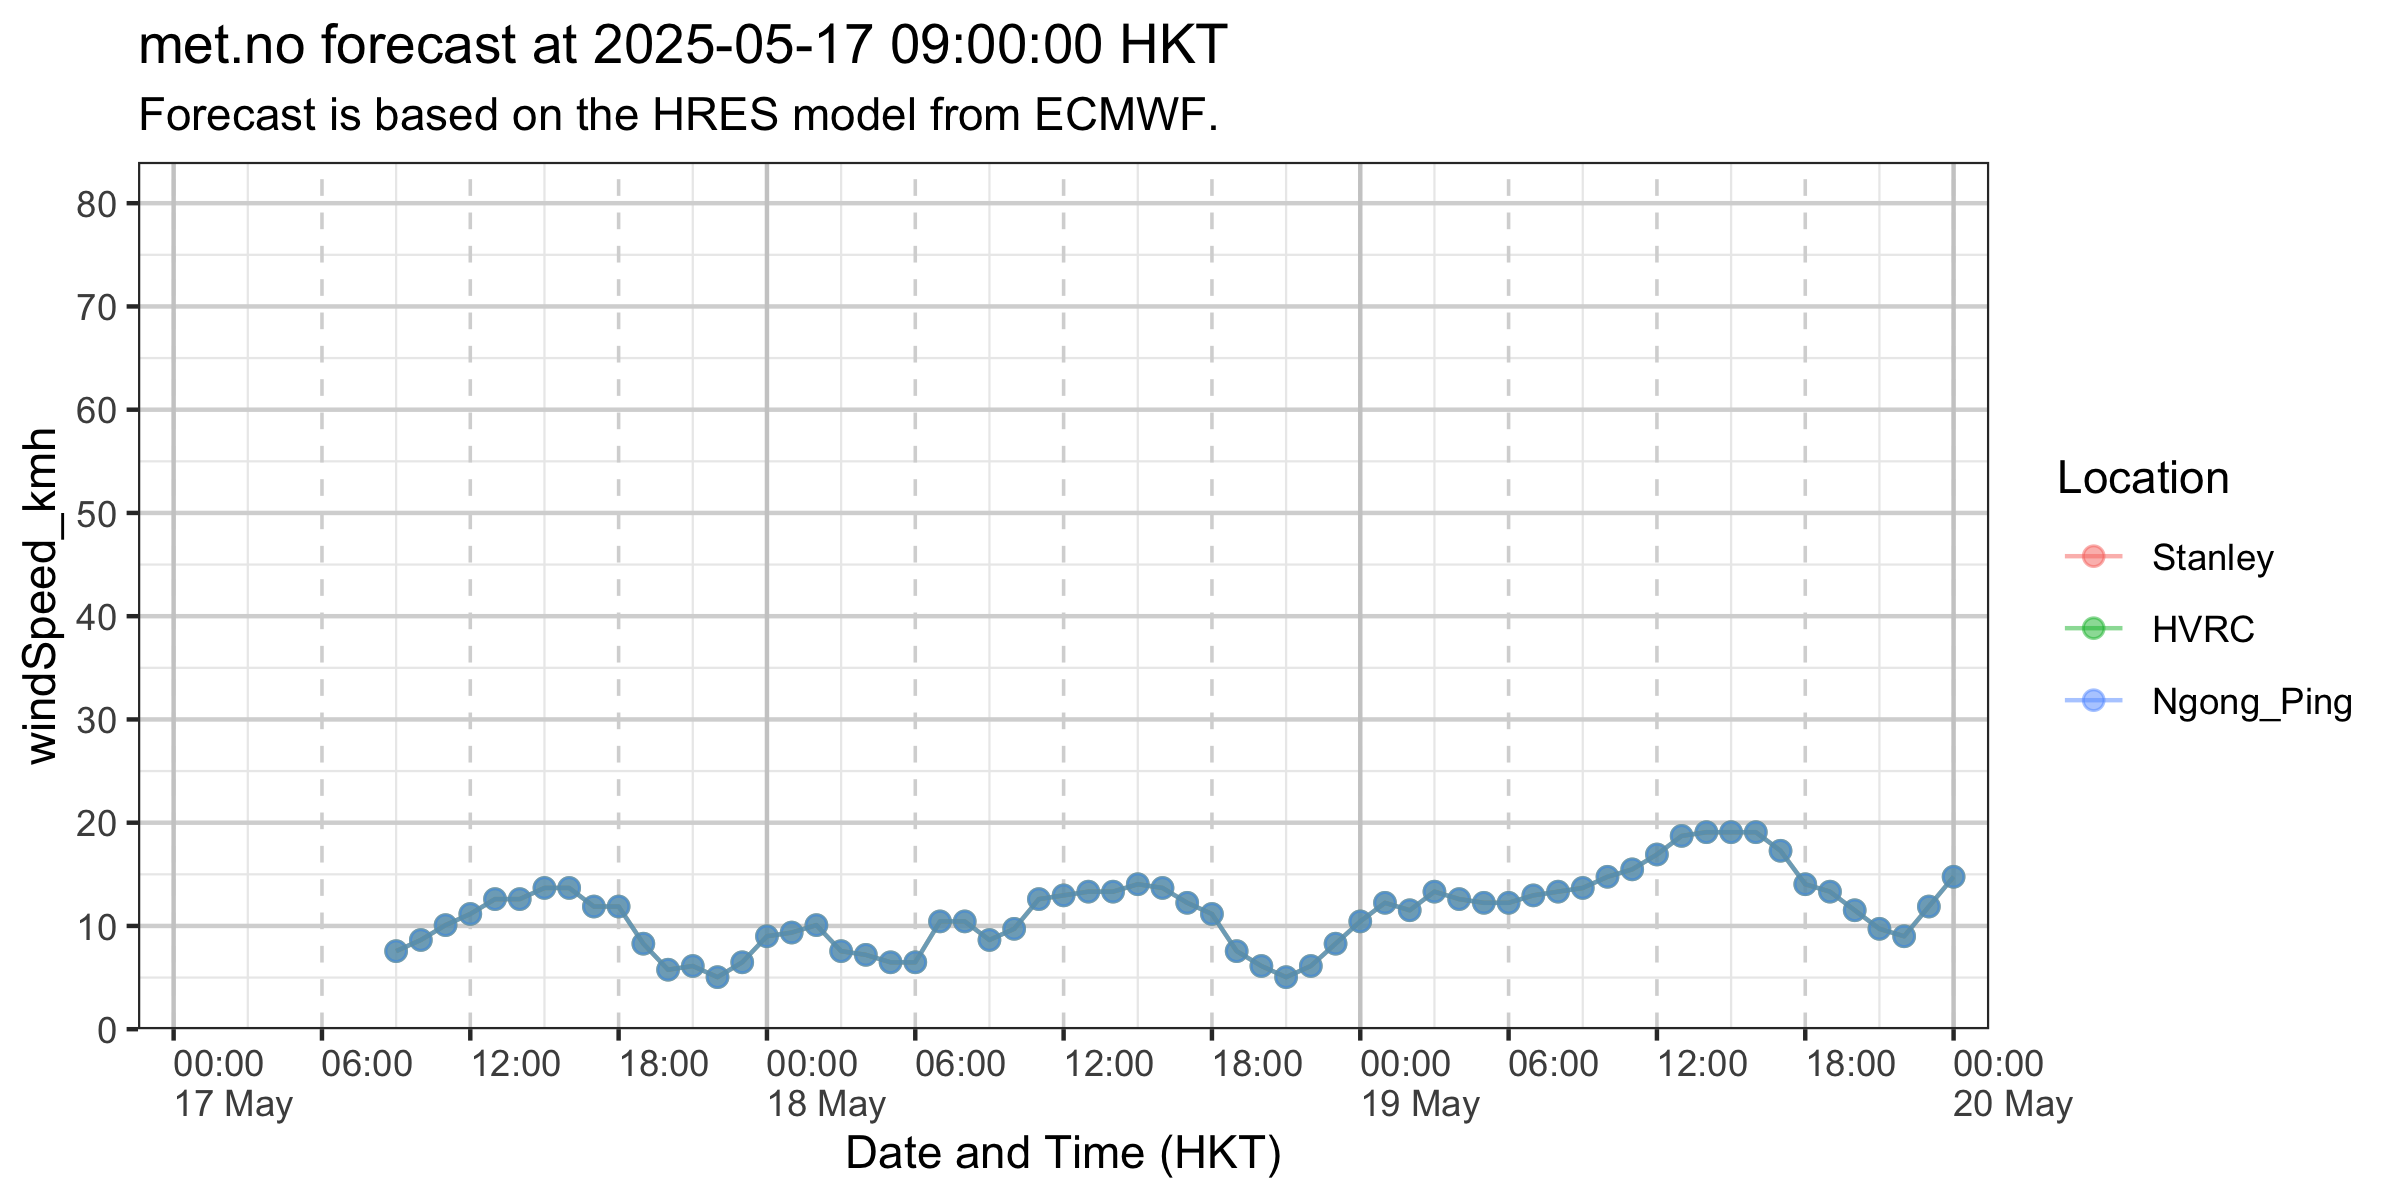 met.no forecast at 2025-05-17 09:00:00 HKT
Forecast is based on the HRES model from ECMWF.
windSpeed_kmh
80
70
60
50
40
30
20
10
0
00:00 06:00 12:00 18:00 00:00 06:00 12:00 18:00 00:00 06:00 12:00 18:00 00:00
17 May 18 May 19 May 20 May
Date and Time (HKT)
Location
Stanley
HVRC
Ngong_Ping